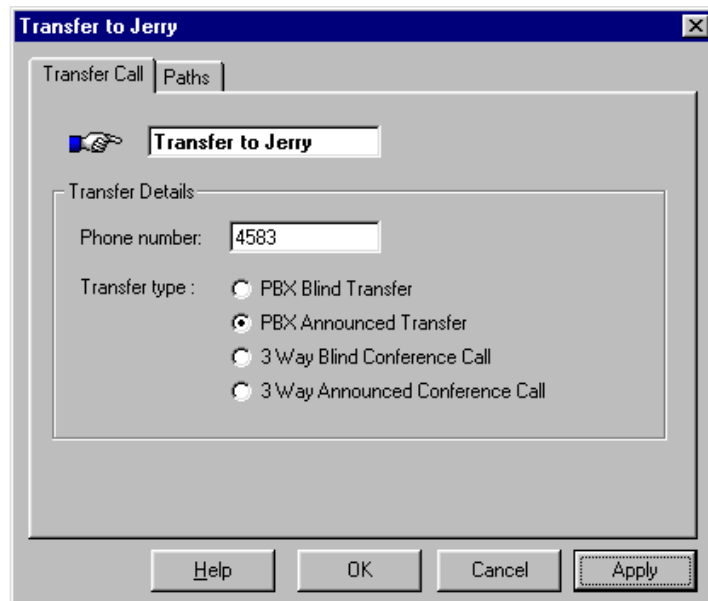 Transfer to Jerry
Transfer Call Paths
Transfer to Jerry
Transfer Details
Phone number: 4583
Transfer type : PBX Blind Transfer
PBX Announced Transfer
3 Way Blind Conference Call
3 Way Announced Conference Call
Help OK Cancel Apply